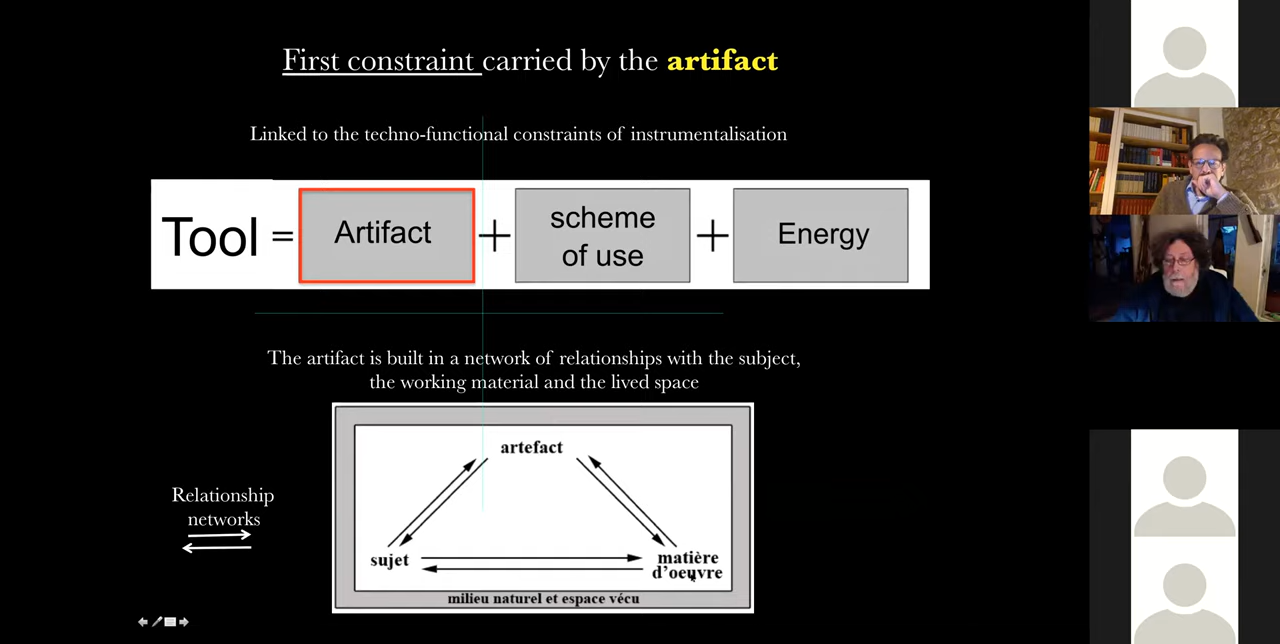 First constraint carried by the artifact
Linked to the techno-functional constraints of instrumentalisation
Tool = Artifact + scheme of use + Energy
The artifact is built in a network of relationships with the subject,
the working material and the lived space
artefact
Relationship
networks
sujet
matière
d'oeuvre
milieu naturel et espace vécu